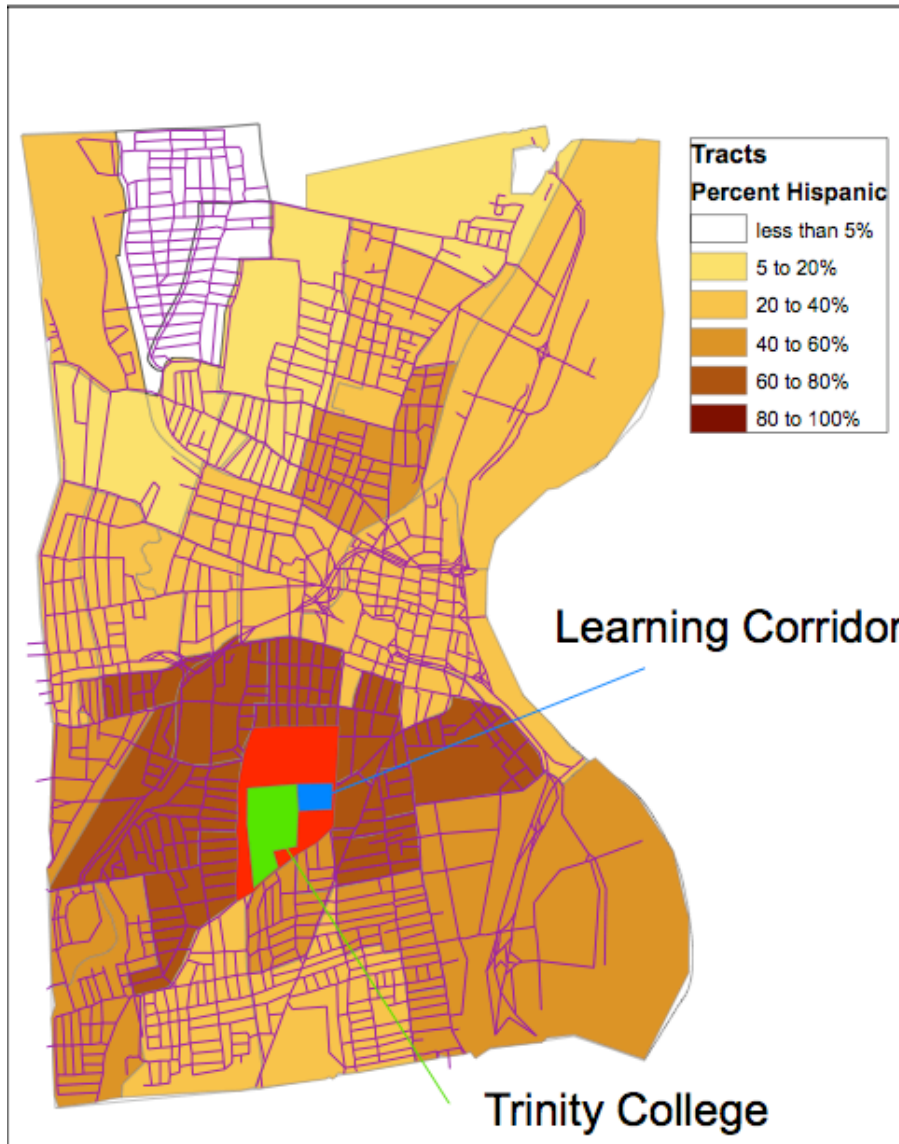 Tracts
Percent Hispanic
less than 5%
5 to 20%
20 to 40%
40 to 60%
60 to 80%
80 to 100%
Learning Corridor
Trinity College